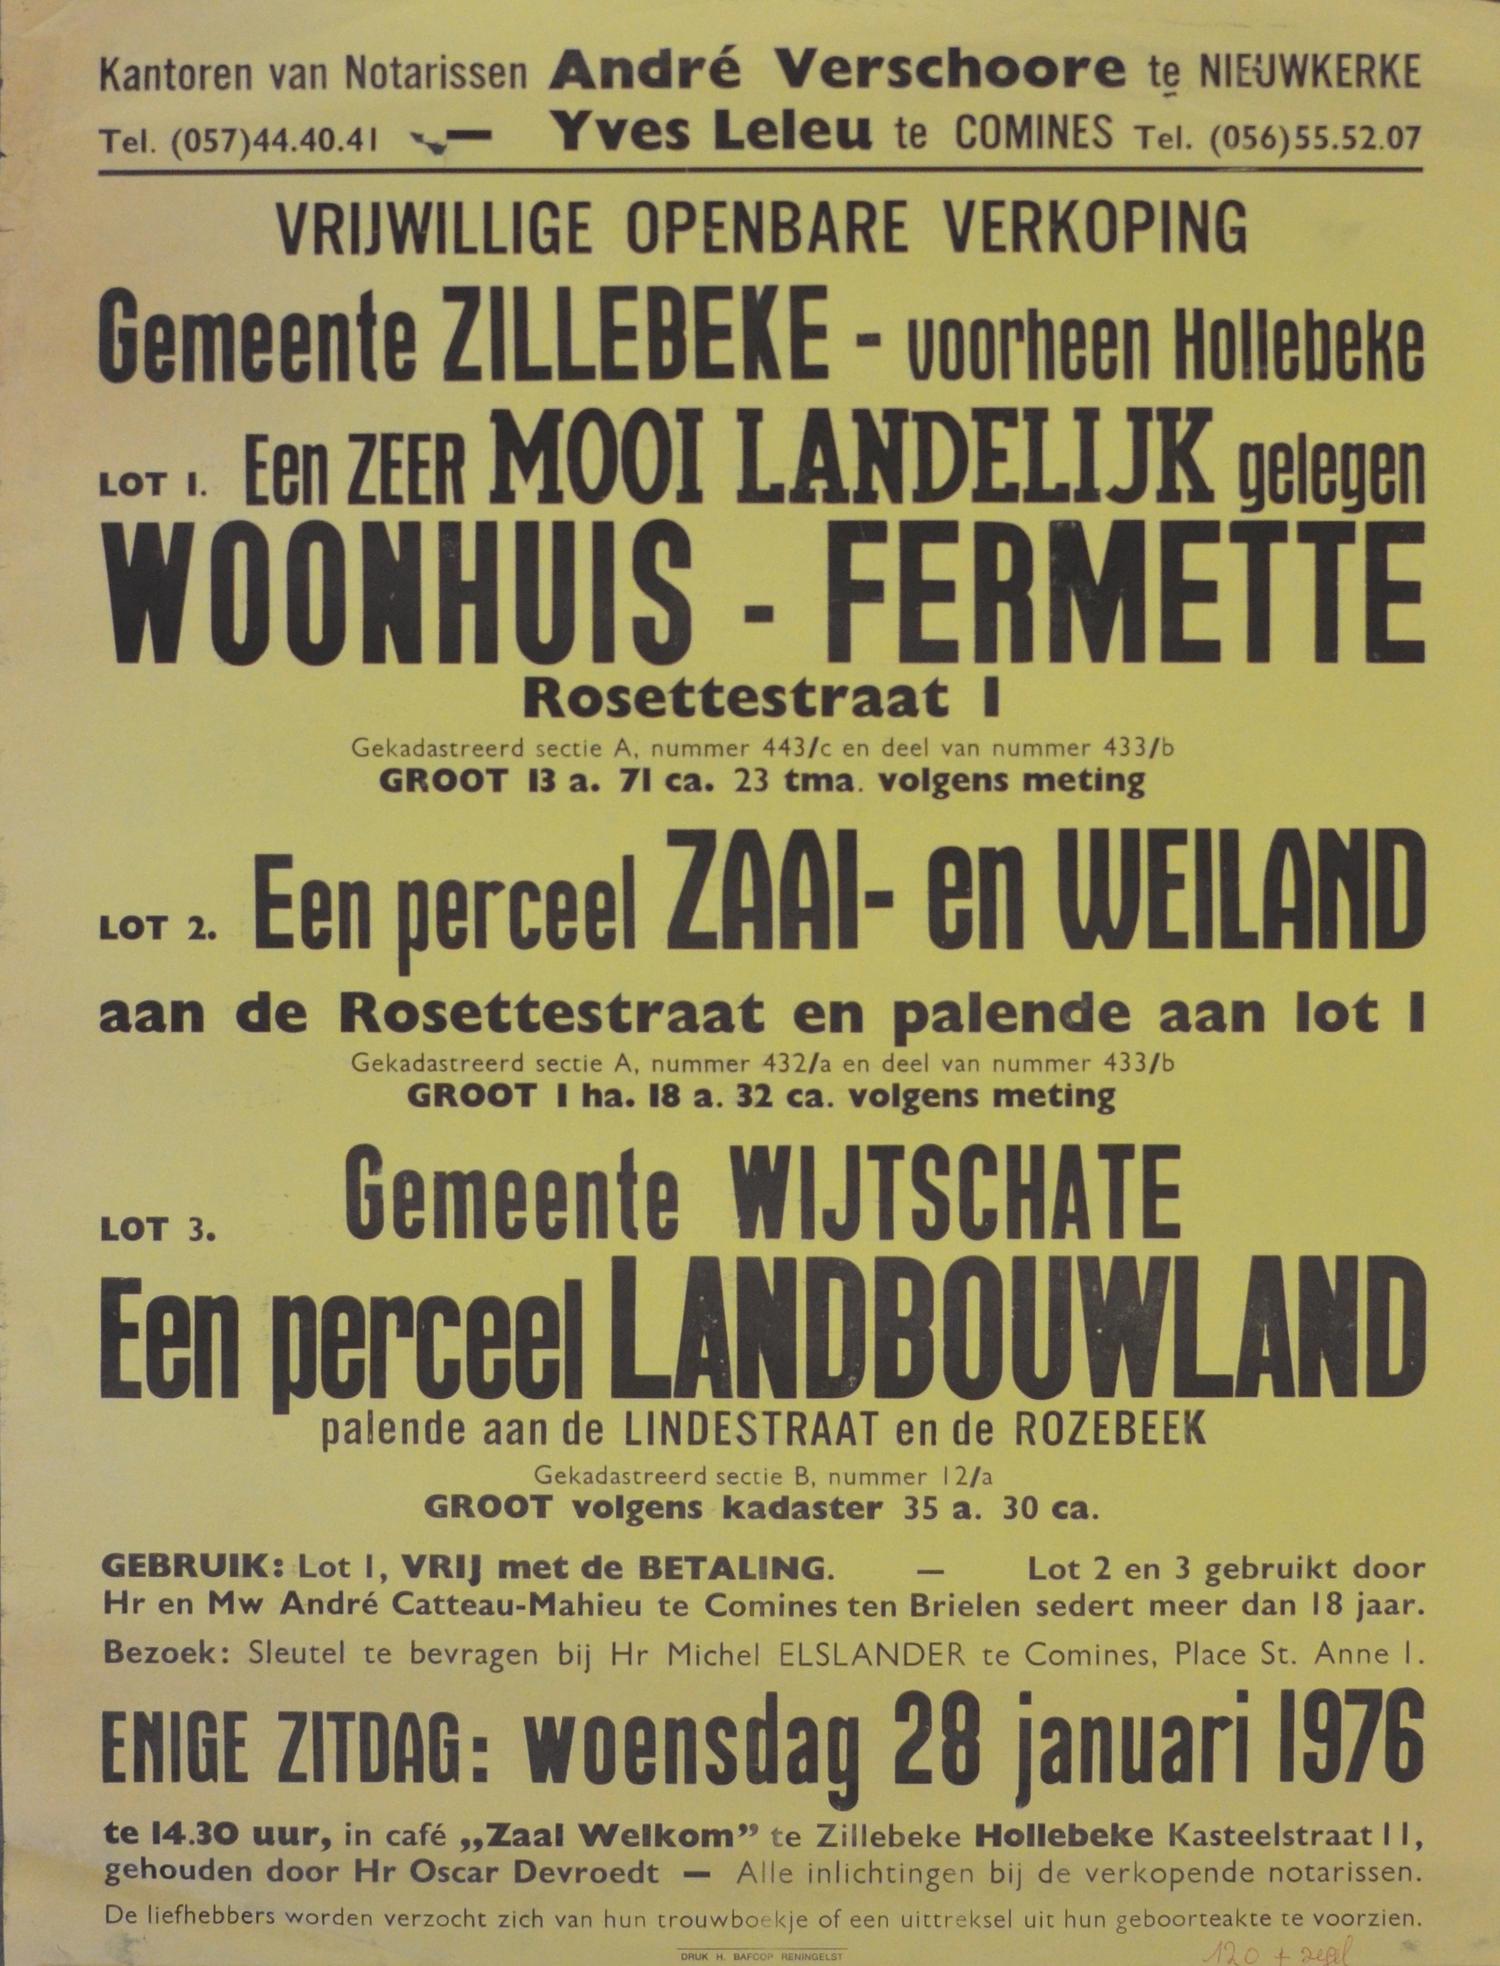 Kantoren van Notarissen André Verschoore te NIEUWKERKE
Tel. (057)44.40.41 — Yves Leleu te COMINES Tel. (056)55.52.07
VRIJWILLIGE OPENBARE VERKOPING
Gemeente ZILLEBEKE - voorheen Hollebeke
LOT 1. Een ZEER MOOI LANDELIJK gelegen
WOONHUIS - FERMETTE
Rosettestraat 1
Gekadastreerd sectie A, nummer 443/c en deel van nummer 433/b
GROOT 13 a. 71 ca. 23 tma. volgens meting
LOT 2. Een perceel ZAAI- en WEILAND
aan de Rosettestraat en palende aan lot 1
Gekadastreerd sectie A, nummer 432/a en deel van nummer 433/b
GROOT 1 ha. 18 a. 32 ca. volgens meting
LOT 3. Gemeente WIJTSCHATE
Een perceel LANDBOUWLAND
palende aan de LINDESTRAAT en de ROZEBEEK
Gekadastreerd sectie B, nummer 12/a
GROOT volgens kadaster 35 a. 30 ca.
GEBRUIK: Lot 1, VRIJ met de BETALING. — Lot 2 en 3 gebruikt door
Hr en Mw André Catteau-Mahieu te Comines ten Brielen sedert meer dan 18 jaar.
Bezoek: Sleutel te bevragen bij Hr Michel ELSLANDER te Comines, Place St. Anne 1.
ENIGE ZITDAG: woensdag 28 januari 1976
te 14.30 uur, in café „Zaal Welkom” te Zillebeke Hollebeke Kasteelstraat 11,
gehouden door Hr Oscar Devroedt — Alle inlichtingen bij de verkopende notarissen.
De liefhebbers worden verzocht zich van hun trouwboekje of een uittreksel uit hun geboorteakte te voorzien.
DRUK H. BAFCOP RENINGELST
120 + zegel